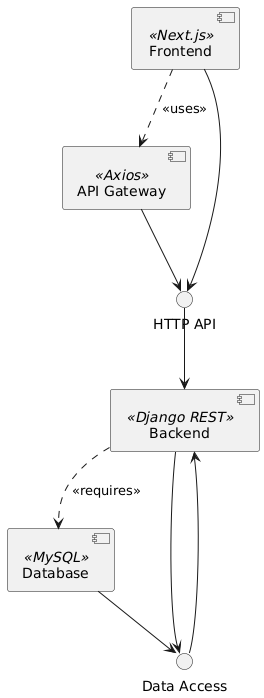 «Next.js»
Frontend
«uses»
«Axios»
API Gateway
HTTP API
«Django REST»
Backend
«requires»
«MySQL»
Database
Data Access